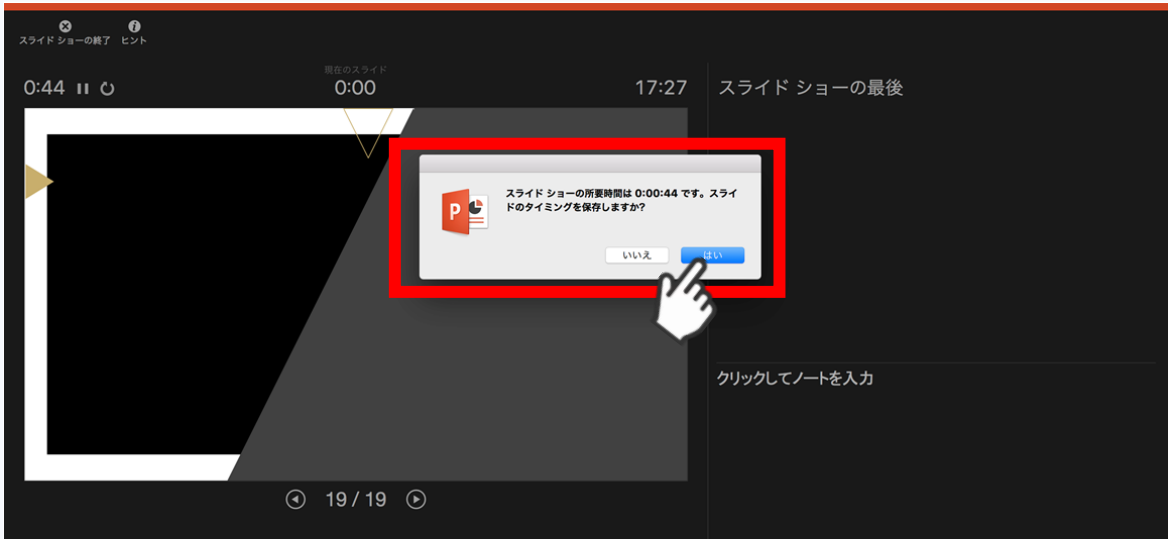 スライド ショーの終了 ヒント
現在のスライド
0:44 0:00 17:27
スライド ショーの最後
スライド ショーの所要時間は 0:00:44 です。スライ
ドのタイミングを保存しますか?
P
いいえ はい
クリックしてノートを入力
19 / 19